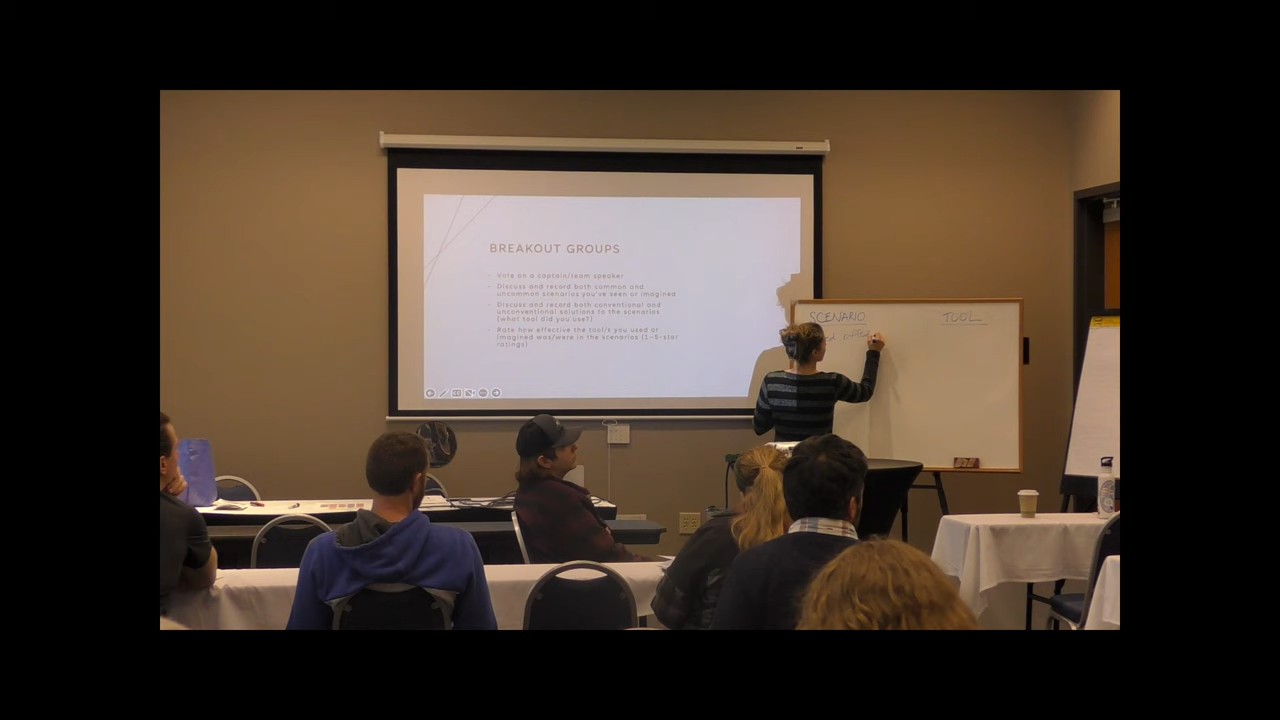 BREAKOUT GROUPS
- Vote on a captain/team speaker
- Discuss and record both common and
uncommon scenarios you've seen or imagined
- Discuss and record both conventional and
unconventional solutions to the scenarios
(what tool did you use?)
- Rate how effective the tool/s you used or
imagined was/were in the scenarios (1-5-star
ratings)
SCENARIO
TOOL